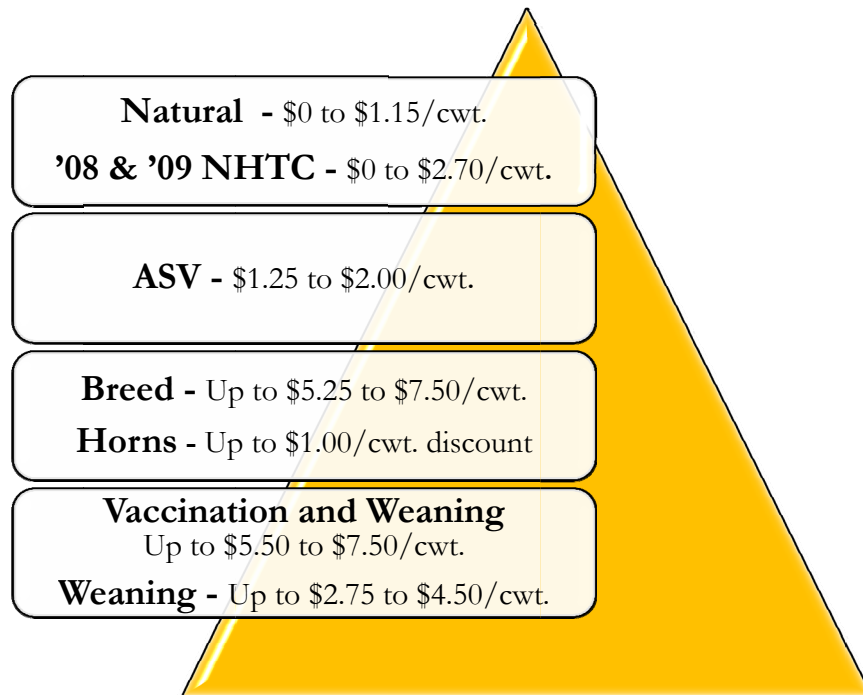 Natural - $0 to $1.15/cwt.
’08 & ’09 NHTC - $0 to $2.70/cwt.
ASV - $1.25 to $2.00/cwt.
Breed - Up to $5.25 to $7.50/cwt.
Horns - Up to $1.00/cwt. discount
Vaccination and Weaning
Up to $5.50 to $7.50/cwt.
Weaning - Up to $2.75 to $4.50/cwt.